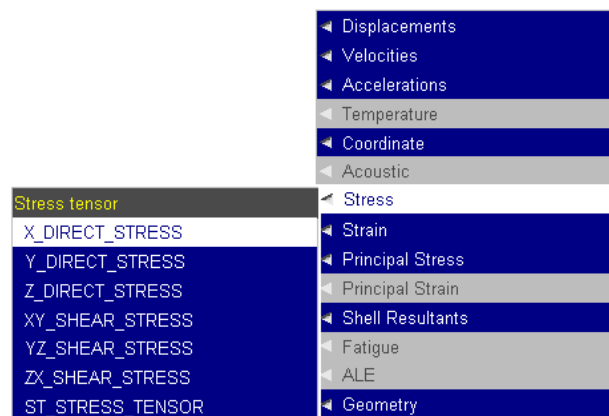 Displacements
Velocities
Accelerations
Temperature
Coordinate
Acoustic
Stress
Strain
Principal Stress
Principal Strain
Shell Resultants
Fatigue
ALE
Geometry
Stress tensor
X_DIRECT_STRESS
Y_DIRECT_STRESS
Z_DIRECT_STRESS
XY_SHEAR_STRESS
YZ_SHEAR_STRESS
ZX_SHEAR_STRESS
ST_STRESS_TENSOR